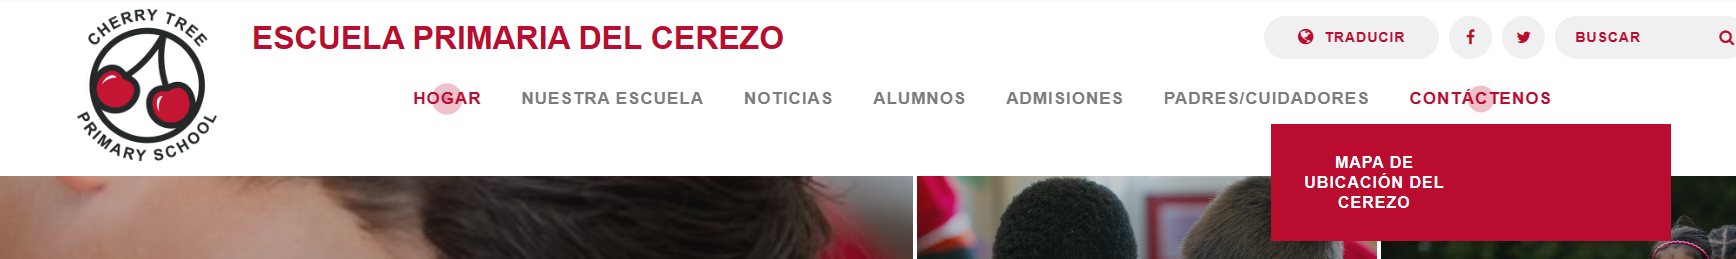 CHERRY TREE
PRIMARY SCHOOL
ESCUELA PRIMARIA DEL CEREZO
TRADUCIR
BUSCAR
HOGAR
NUESTRA ESCUELA
NOTICIAS
ALUMNOS
ADMISIONES
PADRES/CUIDADORES
CONTÁCTENOS
MAPA DE
UBICACIÓN DEL
CEREZO